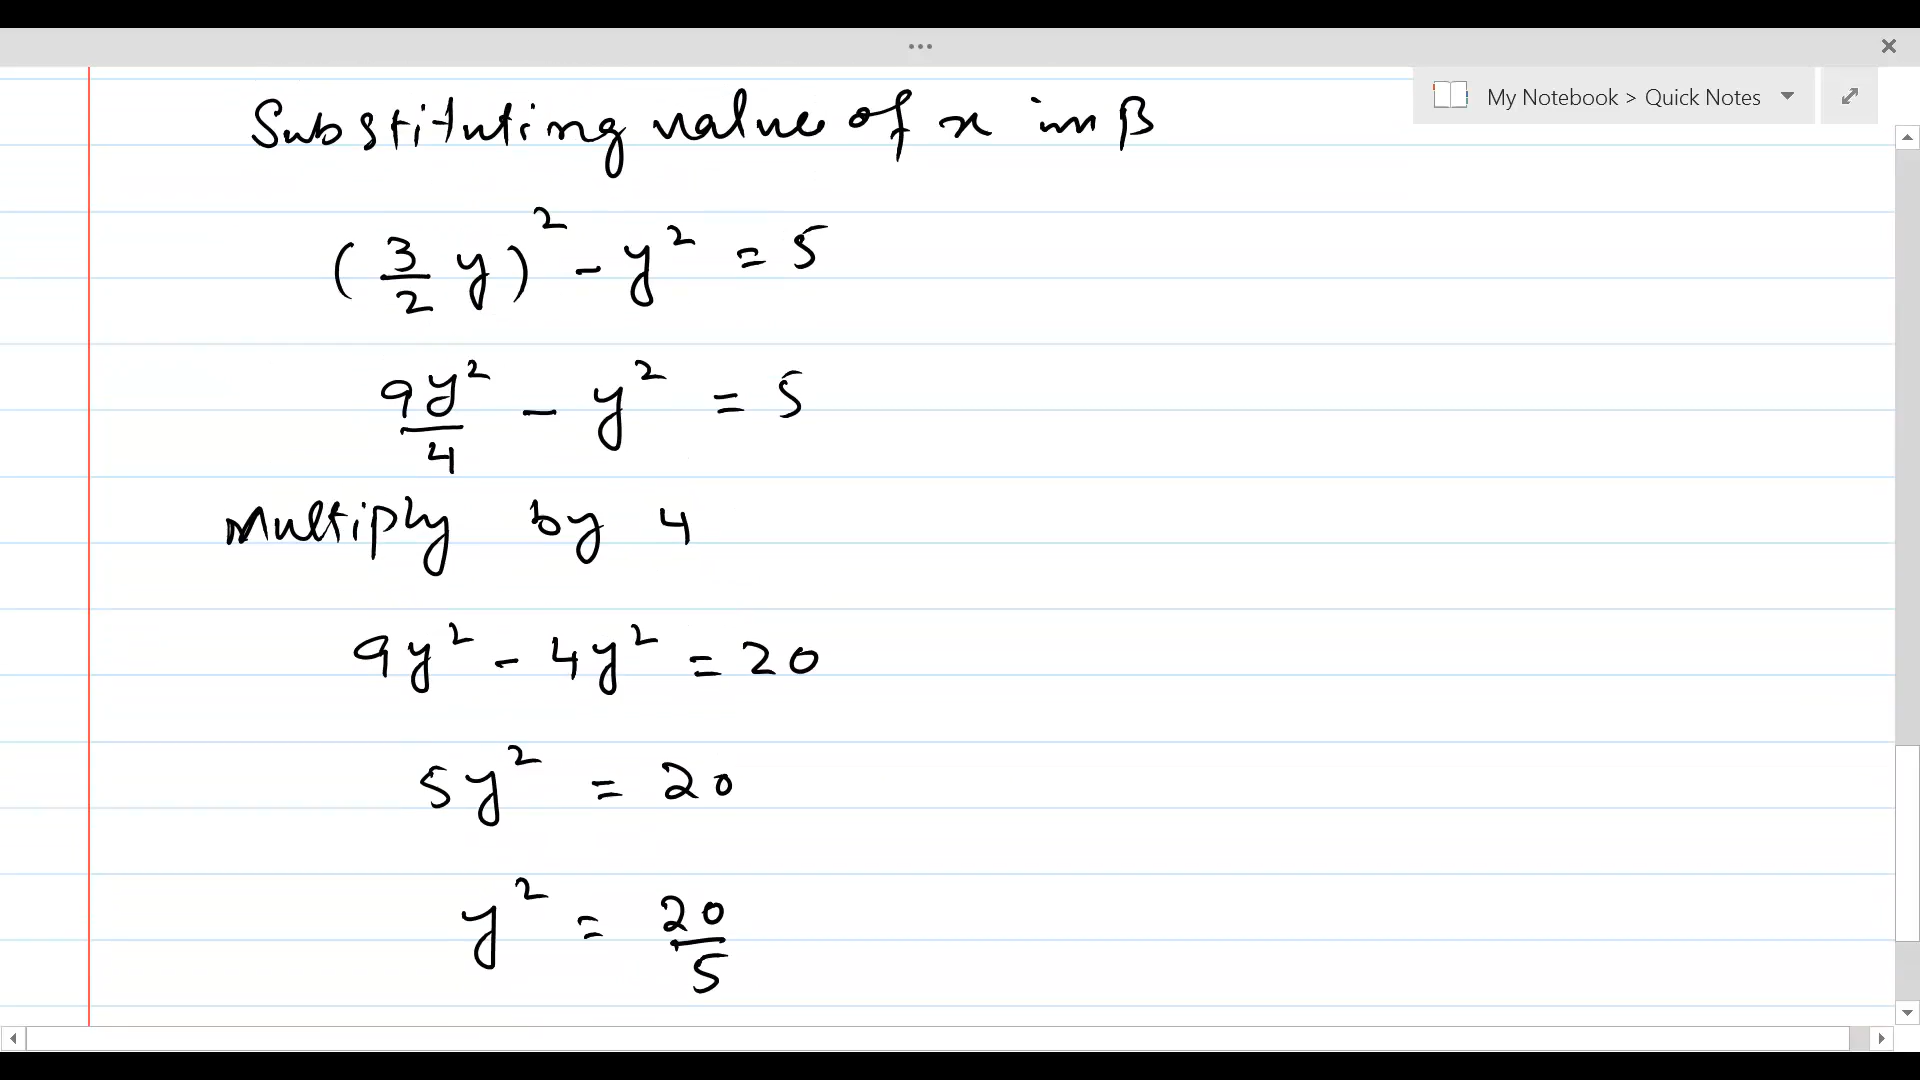 ...
My Notebook > Quick Notes
Substituting value of x in β
(3/2 y)² - y² = 5
9y²/4 - y² = 5
Multiply by 4
9y² - 4y² = 20
5y² = 20
y² = 20/5